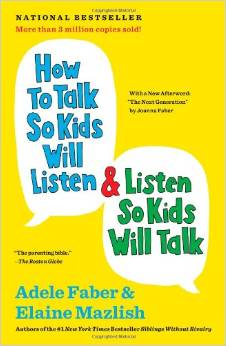 NATIONAL BESTSELLER
More than 3 million copies sold!
How
To Talk
So Kids
Will
Listen
With a New Afterword:
"The Next Generation"
by Joanna Faber
& Listen
So Kids
Will Talk
"The parenting bible."
—The Boston Globe
Adele Faber &
Elaine Mazlish
Authors of the #1 New York Times Bestseller Siblings Without Rivalry